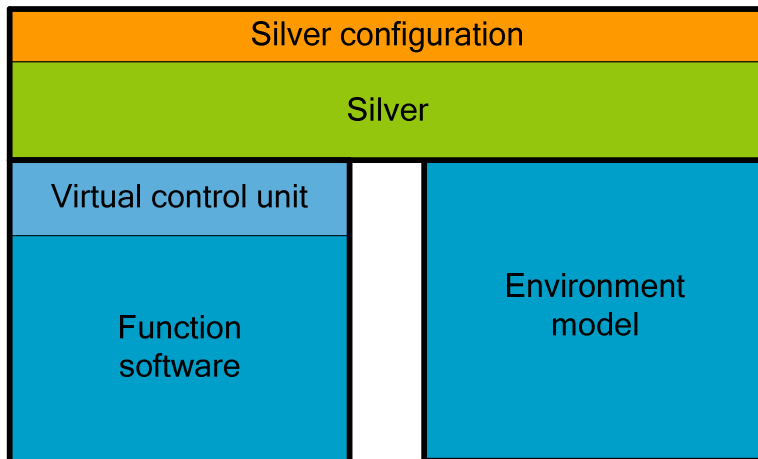 Silver configuration
Silver
Virtual control unit
Function
software
Environment
model